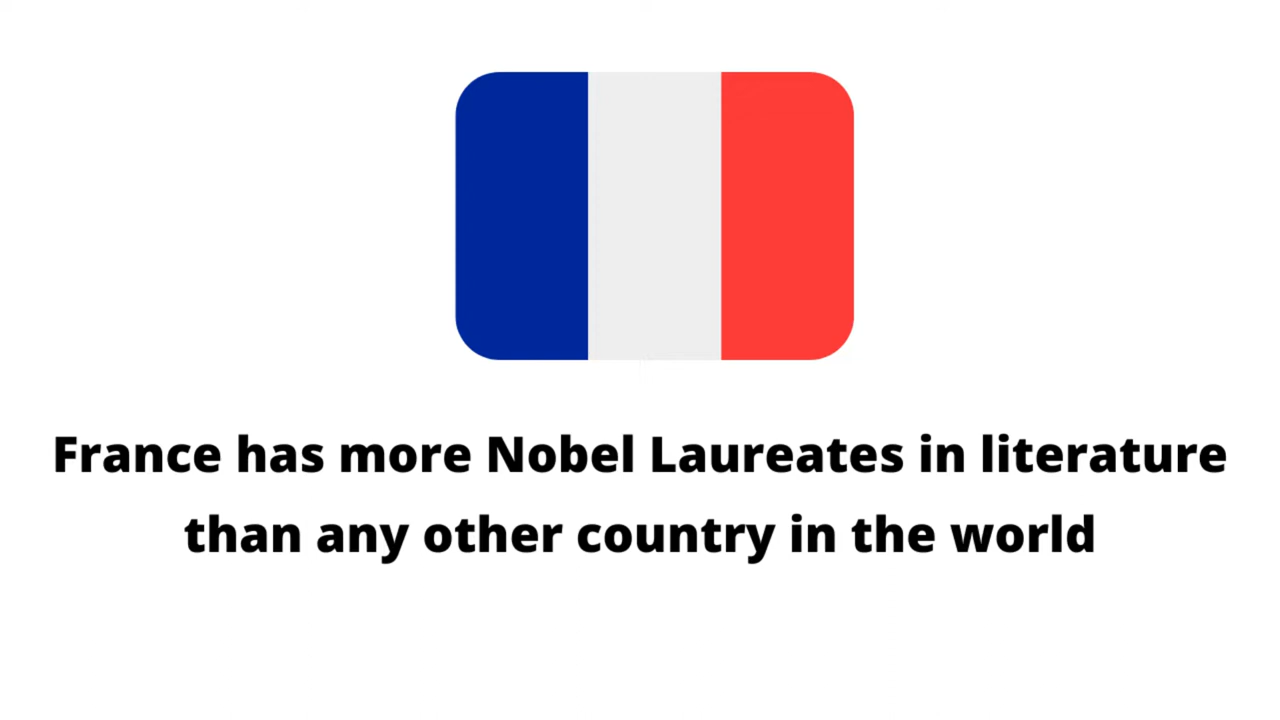 France has more Nobel Laureates in literature
than any other country in the world